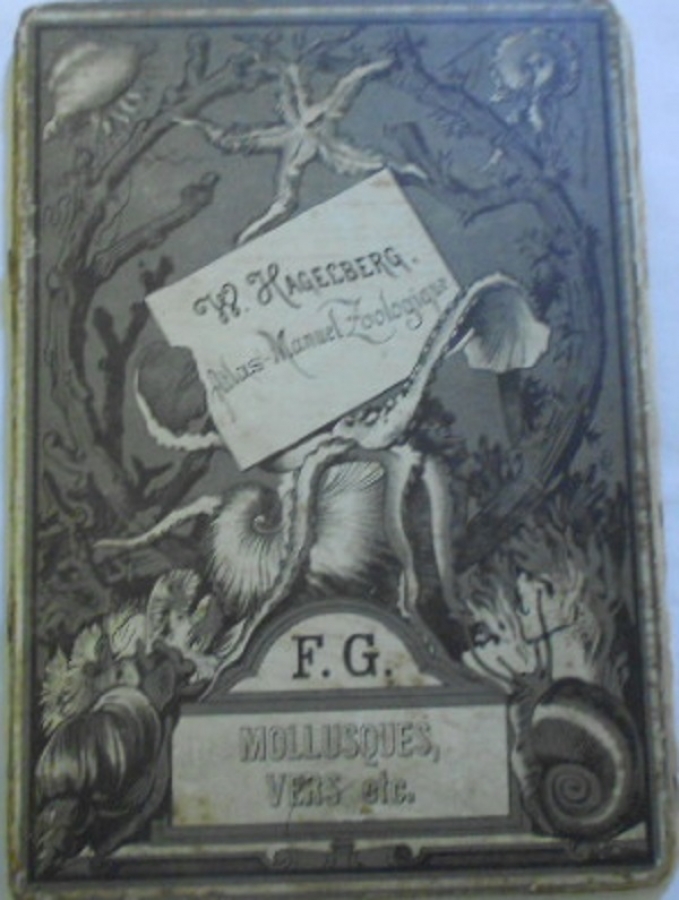 W. HAGELBERG.
Atlas-Manuel Zoologique
F. G.
MOLLUSQUES,
VERS etc.